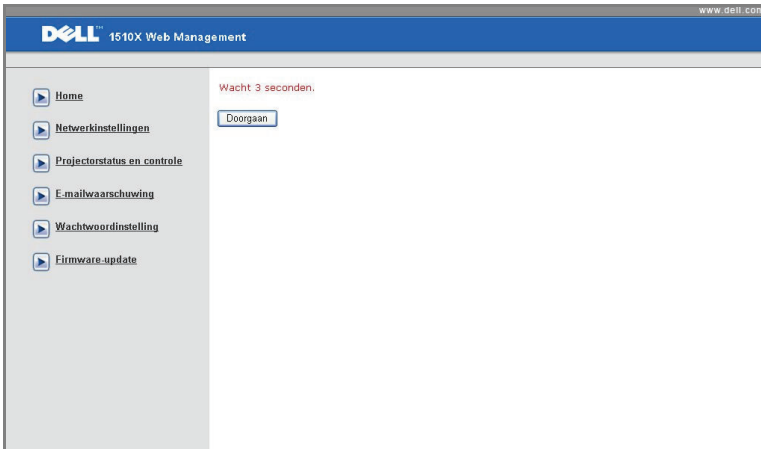 www.dell.com
DELL™ 1510X Web Management
Home
Netwerkinstellingen
Projectorstatus en controle
E-mailwaarschuwing
Wachtwoordinstelling
Firmware-update
Wacht 3 seconden.
Doorgaan